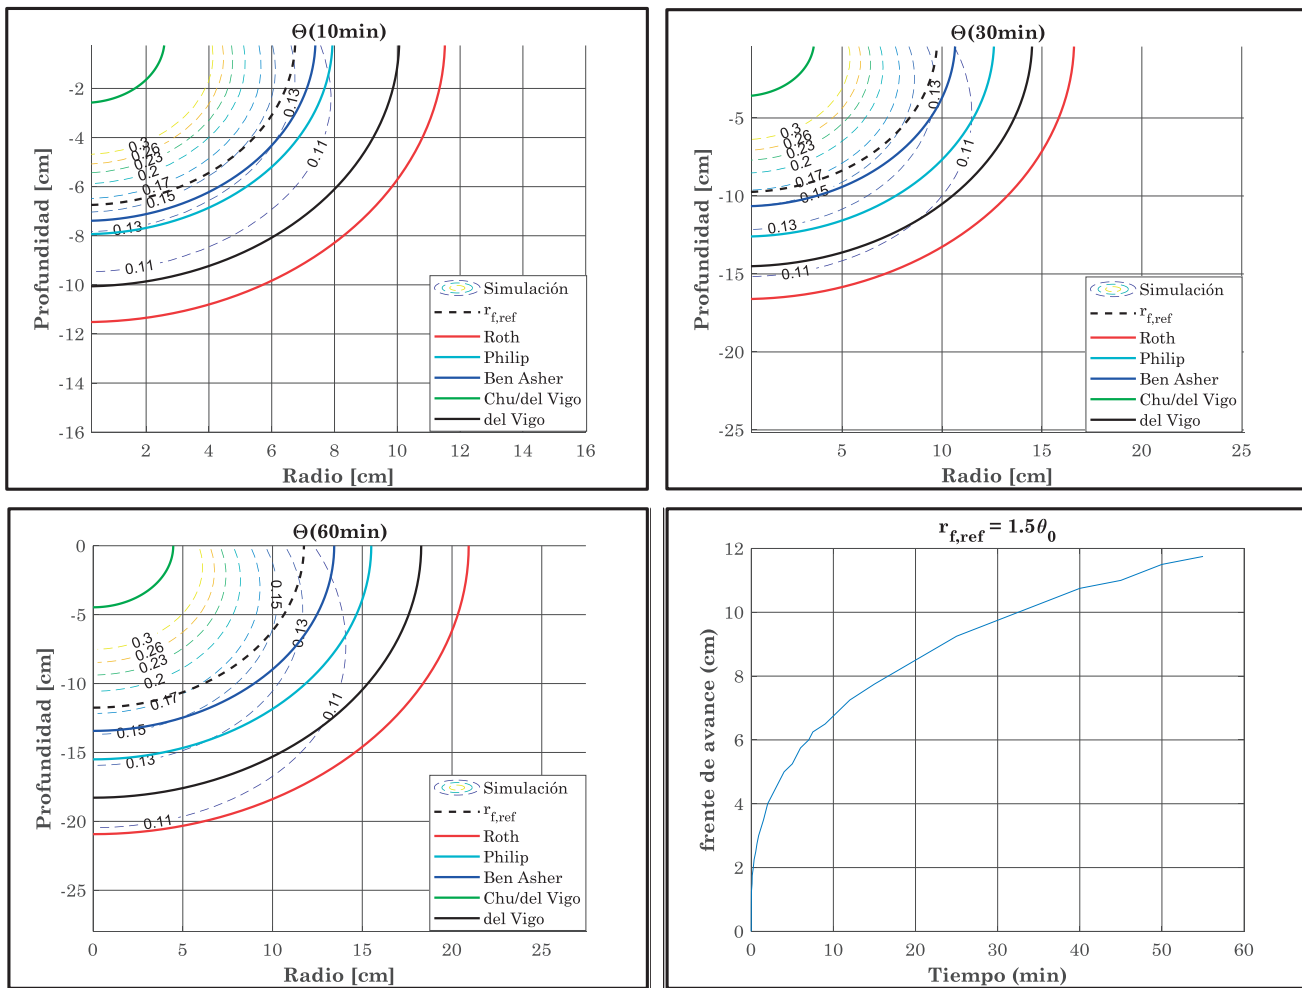 Θ(10min)
-2
-4
-6
-8
-10
-12
-14
-16
Profundidad [cm]
0.3
0.26
0.23
0.2
0.17
0.15
0.13
0.11
0.13
0.11
2 4 6 8 10 12 14 16
Radio [cm]
Simulación
r_f,ref
Roth
Philip
Ben Asher
Chu/del Vigo
del Vigo
Θ(30min)
-5
-10
-15
-20
-25
Profundidad [cm]
0.3
0.26
0.23
0.2
0.17
0.15
0.13
0.11
0.13
0.11
5 10 15 20 25
Radio [cm]
Simulación
r_f,ref
Roth
Philip
Ben Asher
Chu/del Vigo
del Vigo
Θ(60min)
0
-5
-10
-15
-20
-25
Profundidad [cm]
0.3
0.26
0.23
0.2
0.17
0.15
0.13
0.11
0.15
0.13
0.11
0 5 10 15 20 25
Radio [cm]
Simulación
r_f,ref
Roth
Philip
Ben Asher
Chu/del Vigo
del Vigo
r_f,ref = 1.5θ_0
12
10
8
6
4
2
0
frente de avance (cm)
0 10 20 30 40 50 60
Tiempo (min)